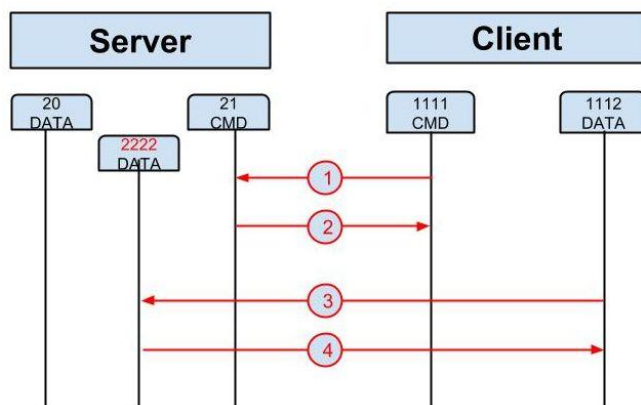 Server
Client
20
DATA
2222
DATA
21
CMD
1111
CMD
1112
DATA
1
2
3
4